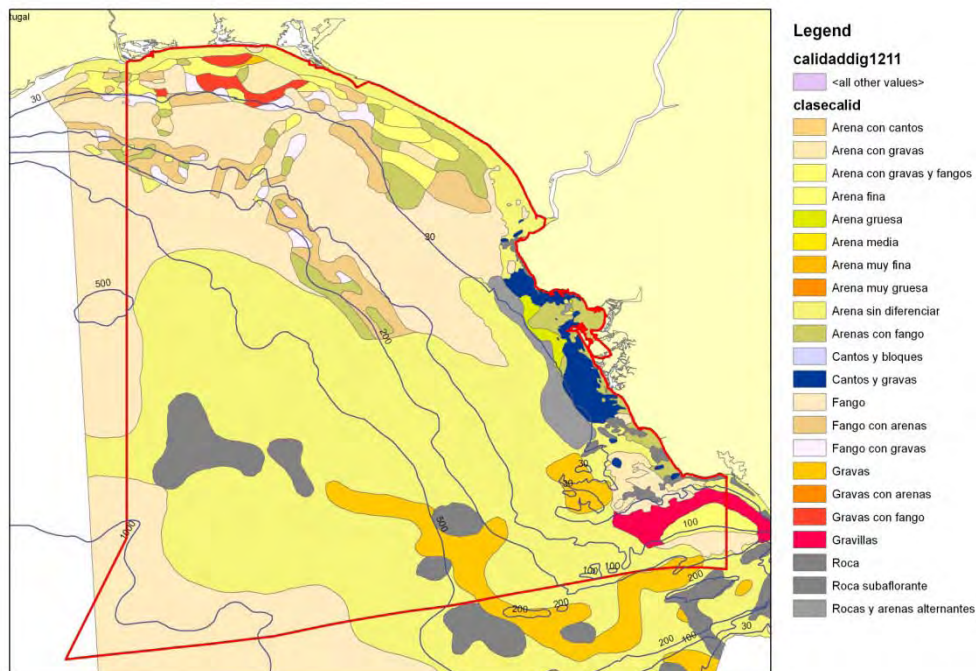 tugal
Legend
calidaddig1211
<all other values>
clasecalid
Arena con cantos
Arena con gravas
Arena con gravas y fangos
Arena fina
Arena gruesa
Arena media
Arena muy fina
Arena muy gruesa
Arena sin diferenciar
Arenas con fango
Cantos y bloques
Cantos y gravas
Fango
Fango con arenas
Fango con gravas
Gravas
Gravas con arenas
Gravas con fango
Gravillas
Roca
Roca subaflorante
Rocas y arenas alternantes
30
30
500
200
30
30
1000
500
100
100
100
200
200
200
200
100
30